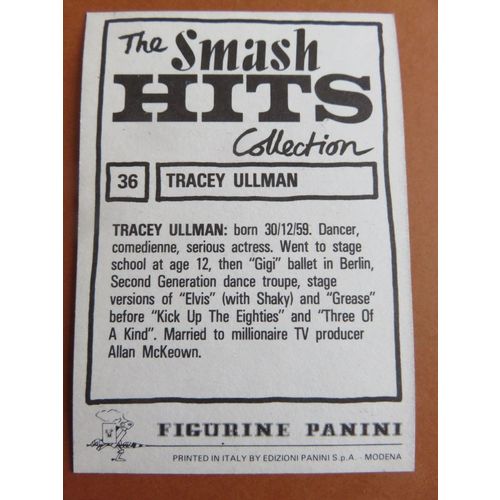 The Smash
HITS
Collection
36 TRACEY ULLMAN
TRACEY ULLMAN: born 30/12/59. Dancer,
comedienne, serious actress. Went to stage
school at age 12, then "Gigi" ballet in Berlin,
Second Generation dance troupe, stage
versions of "Elvis" (with Shaky) and "Grease"
before "Kick Up The Eighties" and "Three Of
A Kind". Married to millionaire TV producer
Allan McKeown.
FIGURINE PANINI
PRINTED IN ITALY BY EDIZIONI PANINI S.p.A. - MODENA